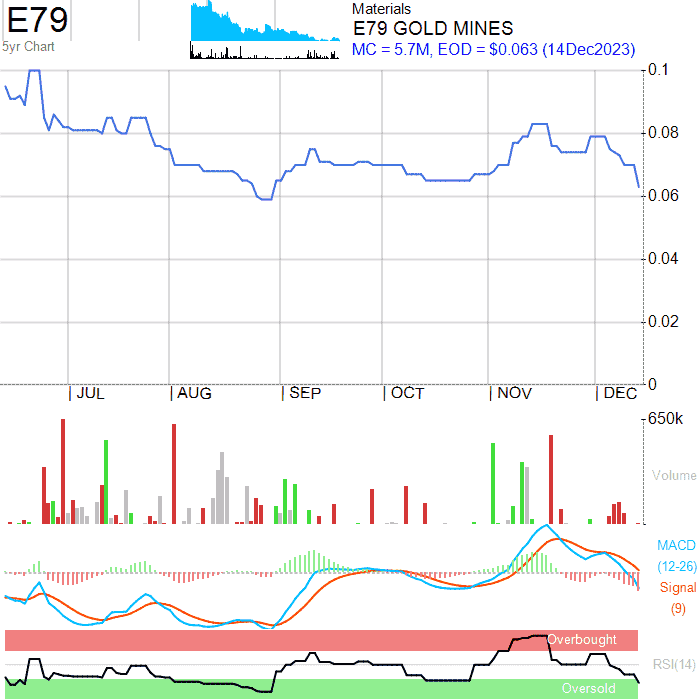 E79
5yr Chart
Materials
E79 GOLD MINES
MC = 5.7M, EOD = $0.063 (14Dec2023)
0.1
0.08
0.06
0.04
0.02
0
JUL AUG SEP OCT NOV DEC
650k
Volume
MACD
(12-26)
Signal
(9)
Overbought
RSI(14)
Oversold